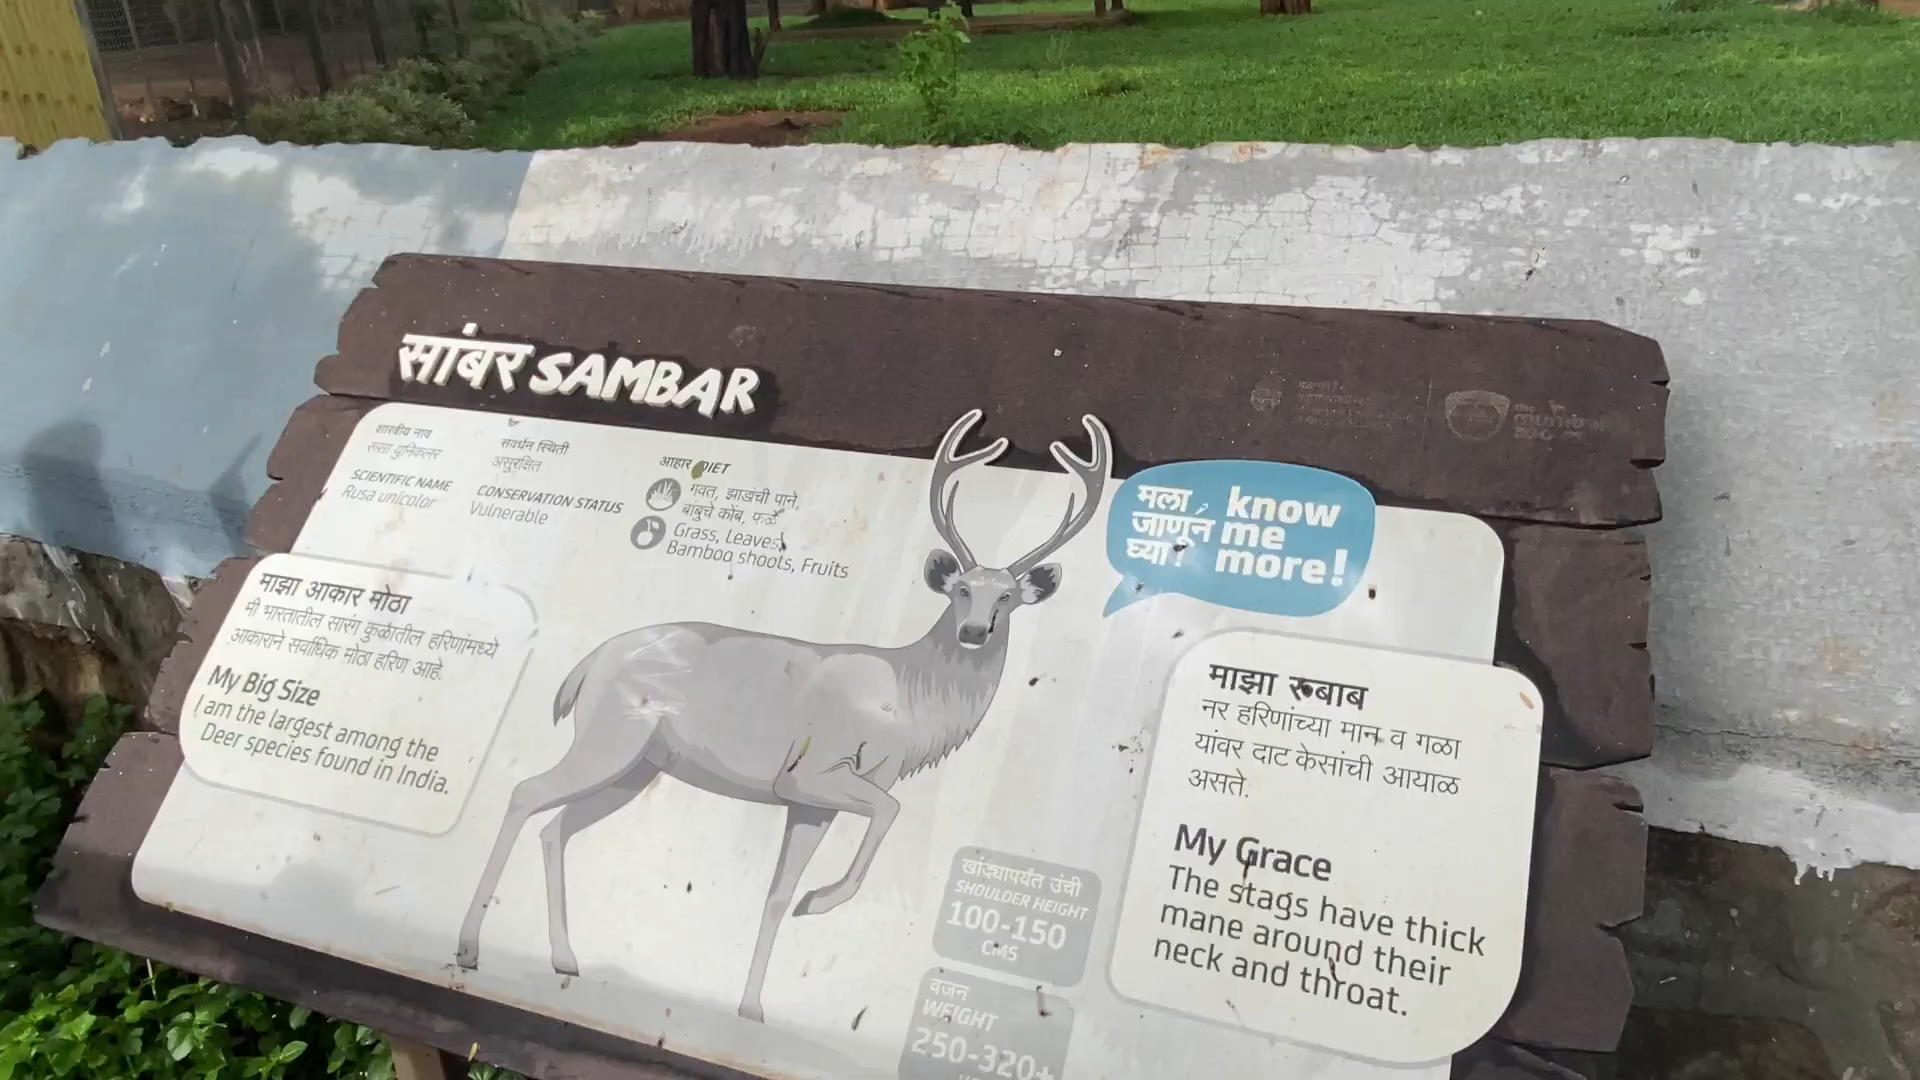 सांबर SAMBAR
शास्त्रीय नाव
रूसा युनिकलर
SCIENTIFIC NAME
Rusa unicolor
संवर्धन स्थिती
असुरक्षित
CONSERVATION STATUS
Vulnerable
आहार DIET
गवत, झाडांची पाने,
बांबुचे कोंब, फळे
Grass, Leaves,
Bamboo shoots, Fruits
मला
जाणून
घ्या!
know
me
more!
माझा आकार मोठा
मी भारतातील सारंग कुळातील हरिणांमध्ये
आकाराने सर्वाधिक मोठा हरिण आहे.
My Big Size
I am the largest among the
Deer species found in India.
माझा रुबाब
नर हरिणांच्या मान व गळा
यांवर दाट केसांची आयाळ
असते.
My Grace
The stags have thick
mane around their
neck and throat.
खांद्यापर्यंत उंची
SHOULDER HEIGHT
100-150
CMS
वजन
WEIGHT
250-320+